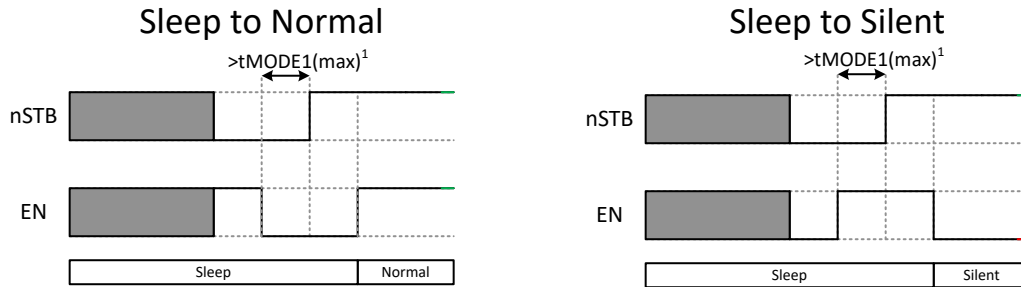 Sleep to Normal
>tMODE1(max)1
nSTB
EN
Sleep
Normal
Sleep to Silent
>tMODE1(max)1
nSTB
EN
Sleep
Silent